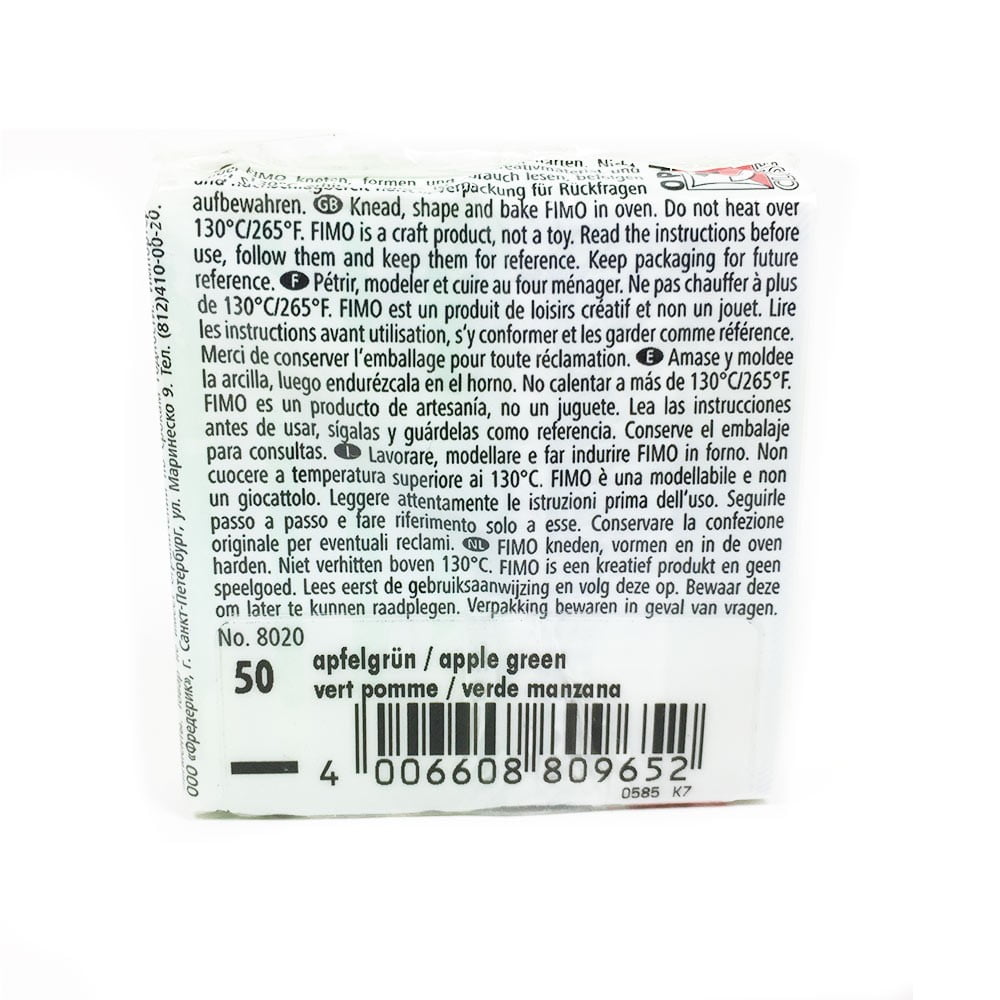 FIMO kneten, formen und
verpackung für Rückfragen
aufbewahren. GB Knead, shape and bake FIMO in oven. Do not heat over
130°C/265°F. FIMO is a craft product, not a toy. Read the instructions before
use, follow them and keep them for reference. Keep packaging for future
reference. F Pétrir, modeler et cuire au four ménager. Ne pas chauffer à plus
de 130°C/265°F. FIMO est un produit de loisirs créatif et non un jouet. Lire
les instructions avant utilisation, s'y conformer et les garder comme référence.
Merci de conserver l'emballage pour toute réclamation. E Amase y moldee
la arcilla, luego endurézcala en el horno. No calentar a más de 130°C/265°F.
FIMO es un producto de artesanía, no un juguete. Lea las instrucciones
antes de usar, sígalas y guárdelas como referencia. Conserve el embalaje
para consultas. I Lavorare, modellare e far indurire FIMO in forno. Non
cuocere a temperatura superiore ai 130°C. FIMO è una modellabile e non
un giocattolo. Leggere attentamente le istruzioni prima dell'uso. Seguirle
passo a passo e fare riferimento solo a esse. Conservare la confezione
originale per eventuali reclami. NL FIMO kneden, vormen en in de oven
harden. Niet verhitten boven 130°C. FIMO is een kreatief produkt en geen
speelgoed. Lees eerst de gebruiksaanwijzing en volg deze op. Bewaar deze
om later te kunnen raadplegen. Verpakking bewaren in geval van vragen.
No. 8020
50
apfelgrün / apple green
vert pomme / verde manzana
4 006608 809652
0585 K7
ООО «Фредерик», г. Санкт-Петербург, ул. Маринеско 9. Тел. (812)410-00-20.